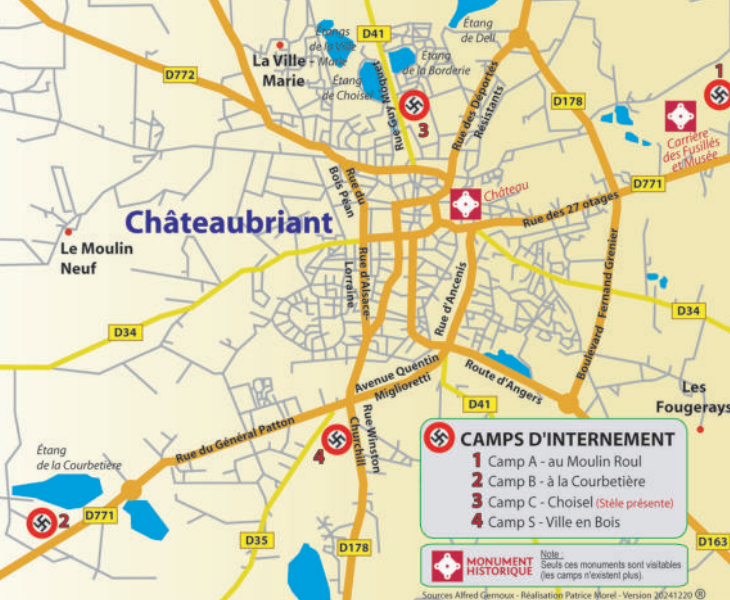 Étangs
de la Ville
Marie
D41
Étang
de Dell
La Ville -
Marie
Étang
de la Borderie
Étang
de Choisel
D772
Rue Guy Moquet
3
Rue des Déportés
Résistants
D178
1
Carrière
des Fusillés
et Musée
D771
Rue du
Bois Péan
Château
Rue des 27 otages
Châteaubriant
Le Moulin
Neuf
Rue d'Alsace-
Lorraine
Rue d'Ancenis
Boulevard Fernand Grenier
D34
D34
Avenue Quentin
Miglioretti
Route d'Angers
D41
Les
Fougerays
Rue du Général Patton
Rue Winston
Churchill
4
Étang
de la Courbetière
2
D771
D35
D178
D163
CAMPS D'INTERNEMENT
1 Camp A - au Moulin Roul
2 Camp B - à la Courbetière
3 Camp C - Choisel (Stèle présente)
4 Camp S - Ville en Bois
MONUMENT
HISTORIQUE
Note :
Seuls ces monuments sont visitables
(les camps n'existent plus).
Sources Alfred Gernoux - Réalisation Patrice Morel - Version 20241220 ®